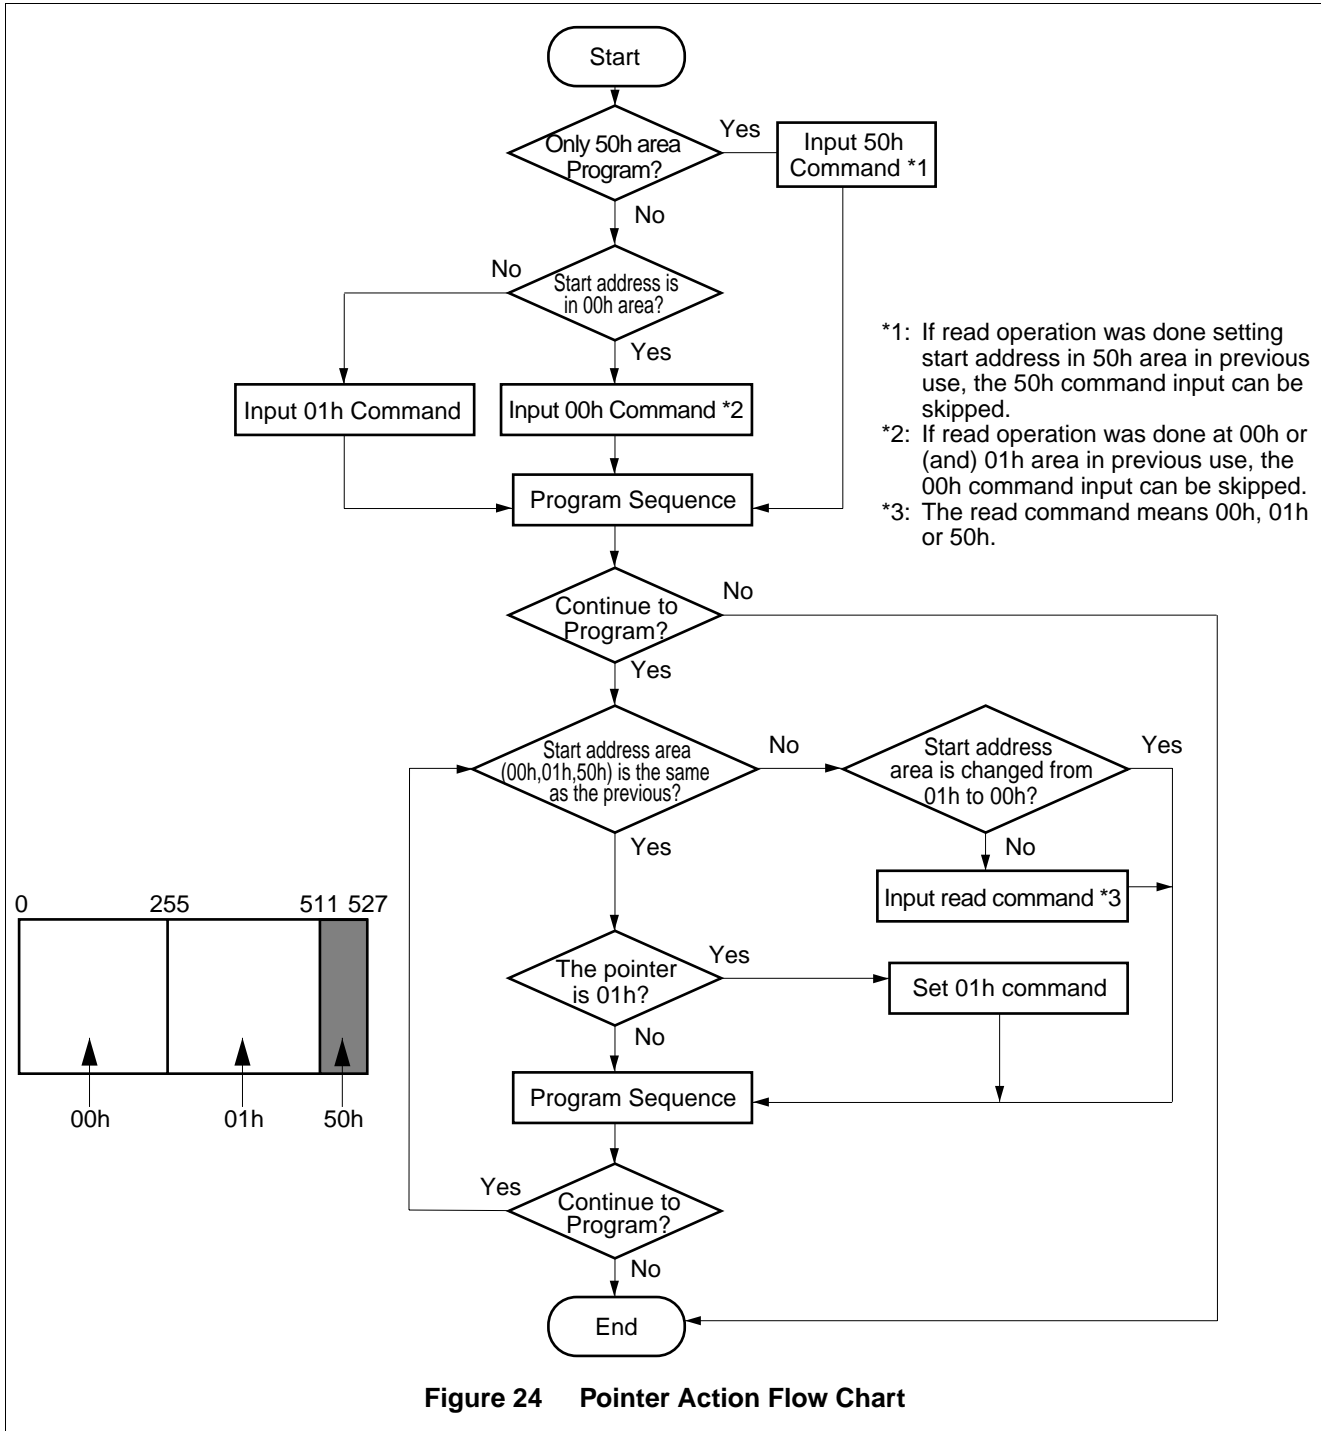 Start
Only 50h area
Program?
Yes
Input 50h
Command *1
No
Start address is
in 00h area?
No
Yes
Input 01h Command
Input 00h Command *2
*1: If read operation was done setting
start address in 50h area in previous
use, the 50h command input can be
skipped.
*2: If read operation was done at 00h or
(and) 01h area in previous use, the
00h command input can be skipped.
*3: The read command means 00h, 01h
or 50h.
Program Sequence
Continue to
Program?
No
Yes
Start address area
(00h,01h,50h) is the same
as the previous?
No
Start address
area is changed from
01h to 00h?
Yes
Yes
No
Input read command *3
0 255 511 527
00h 01h 50h
The pointer
is 01h?
Yes
Set 01h command
No
Program Sequence
Yes
Continue to
Program?
No
End
Figure 24 Pointer Action Flow Chart